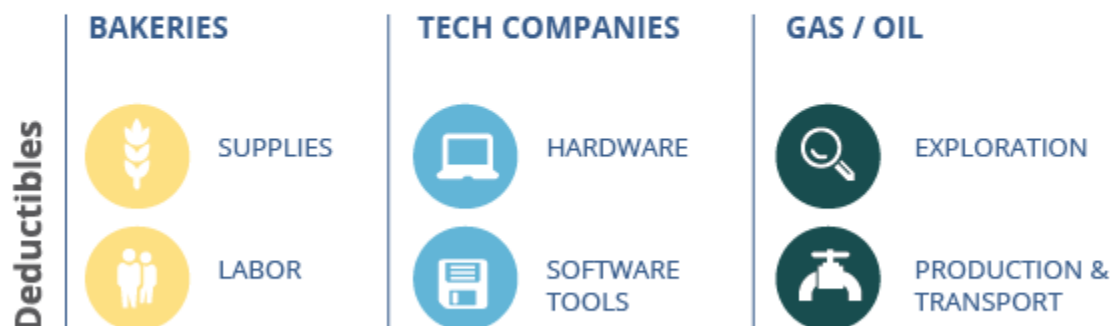 BAKERIES
TECH COMPANIES
GAS / OIL
Deductibles
SUPPLIES
HARDWARE
EXPLORATION
LABOR
SOFTWARE
TOOLS
PRODUCTION &
TRANSPORT